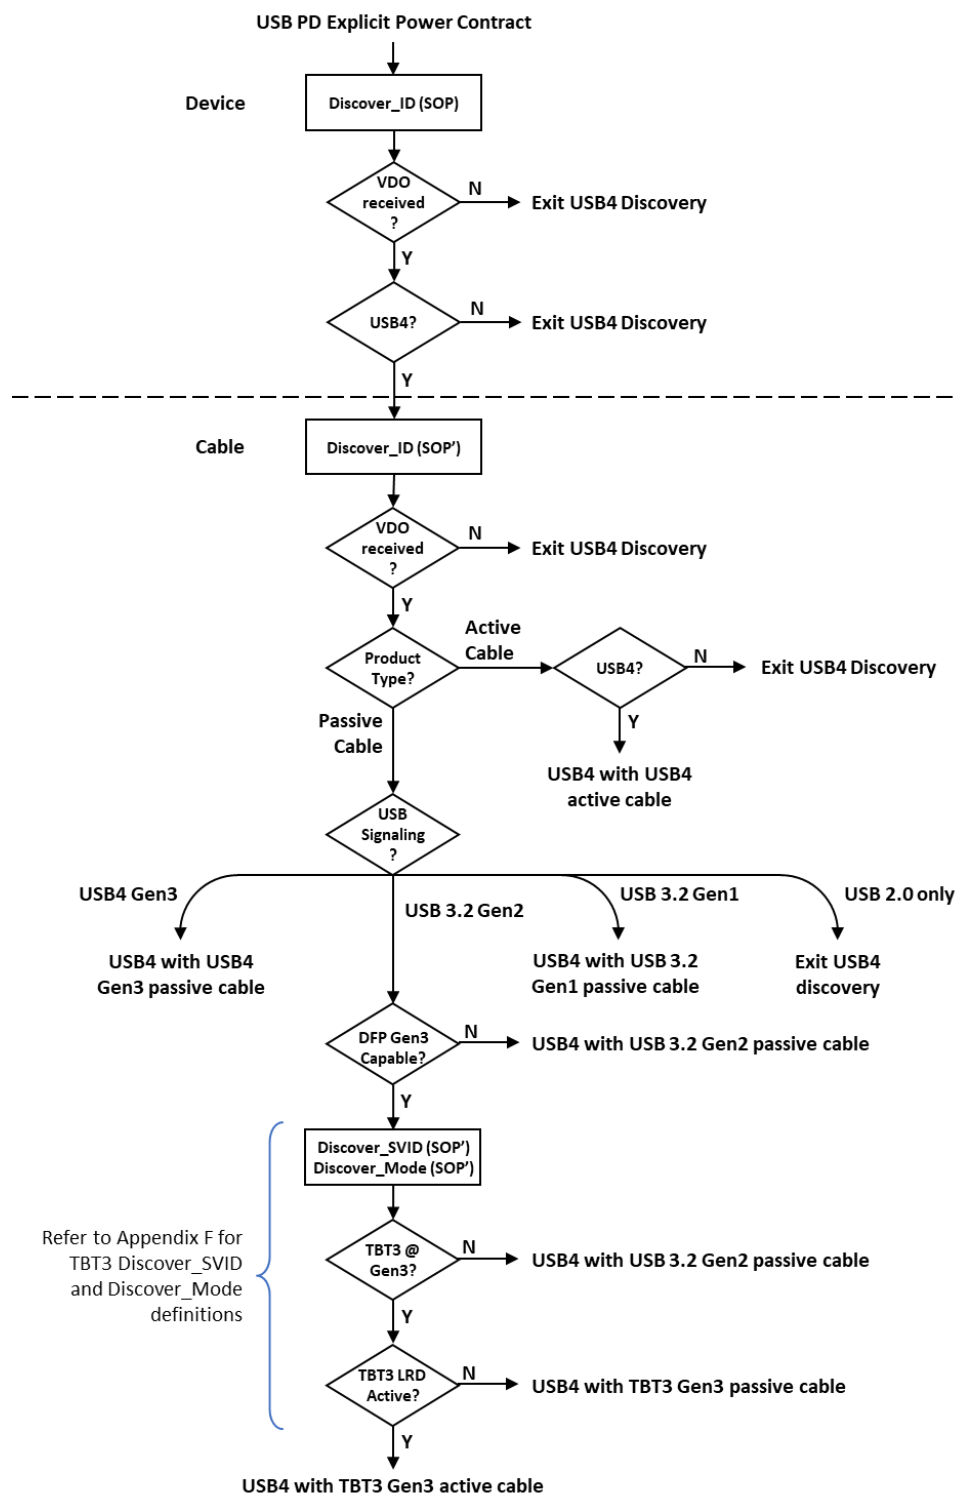 USB PD Explicit Power Contract
Device
Discover_ID (SOP)
VDO
received
?
N
Exit USB4 Discovery
Y
USB4?
N
Exit USB4 Discovery
Y
Cable
Discover_ID (SOP’)
VDO
received
?
N
Exit USB4 Discovery
Y
Product
Type?
Active
Cable
USB4?
N
Exit USB4 Discovery
Y
USB4 with USB4
active cable
Passive
Cable
USB
Signaling
?
USB4 Gen3
USB 3.2 Gen2
USB 3.2 Gen1
USB 2.0 only
USB4 with USB4
Gen3 passive cable
USB4 with USB 3.2
Gen1 passive cable
Exit USB4
discovery
DFP Gen3
Capable?
N
USB4 with USB 3.2 Gen2 passive cable
Y
Discover_SVID (SOP’)
Discover_Mode (SOP’)
Refer to Appendix F for
TBT3 Discover_SVID
and Discover_Mode
definitions
TBT3 @
Gen3?
N
USB4 with USB 3.2 Gen2 passive cable
Y
TBT3 LRD
Active?
N
USB4 with TBT3 Gen3 passive cable
Y
USB4 with TBT3 Gen3 active cable